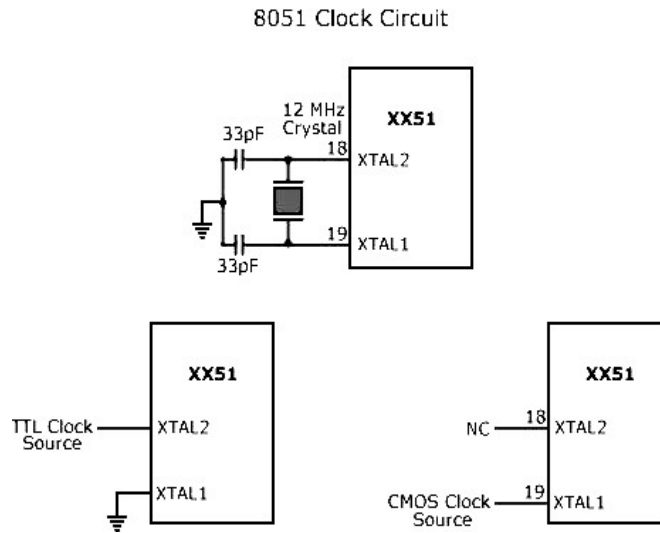 8051 Clock Circuit
12 MHz
Crystal
33pF
18
XX51
XTAL2
19
XTAL1
33pF
XX51
TTL Clock
Source
XTAL2
XTAL1
XX51
NC
18
XTAL2
CMOS Clock
Source
19
XTAL1